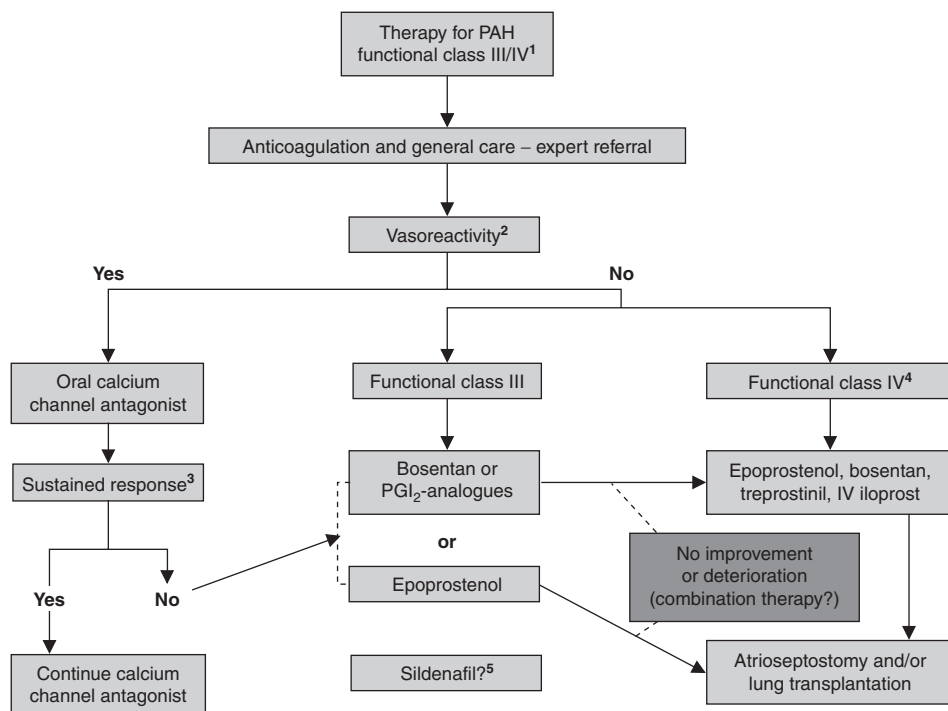 Therapy for PAH
functional class III/IV¹
Anticoagulation and general care – expert referral
Vasoreactivity²
Yes
No
Oral calcium
channel antagonist
Functional class III
Functional class IV⁴
Sustained response³
Bosentan or
PGI₂-analogues
Epoprostenol, bosentan,
treprostinil, IV iloprost
or
No improvement
or deterioration
(combination therapy?)
Yes
No
Epoprostenol
Continue calcium
channel antagonist
Sildenafil?⁵
Atrioseptostomy and/or
lung transplantation